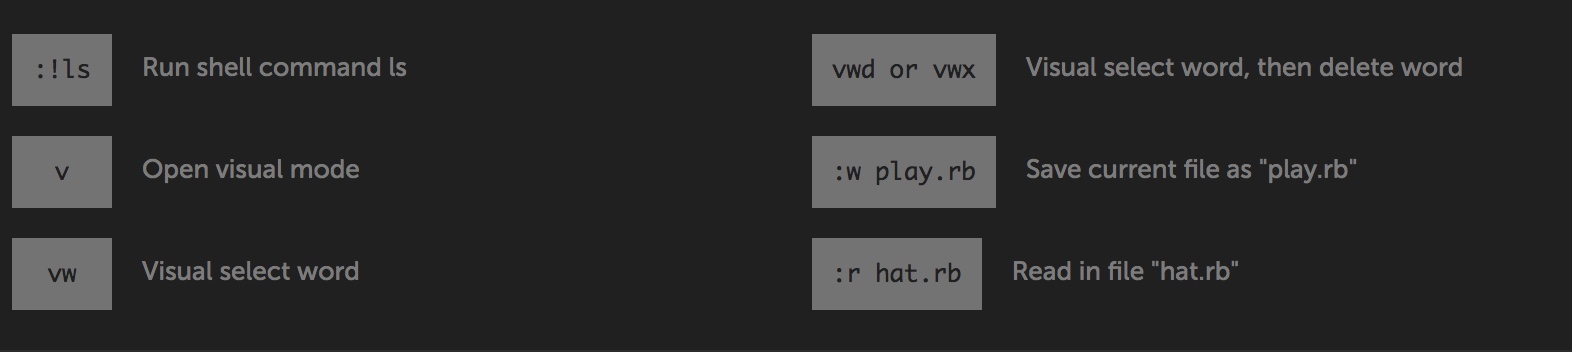 :!ls Run shell command ls
v Open visual mode
vw Visual select word
vwd or vwx Visual select word, then delete word
:w play.rb Save current file as "play.rb"
:r hat.rb Read in file "hat.rb"